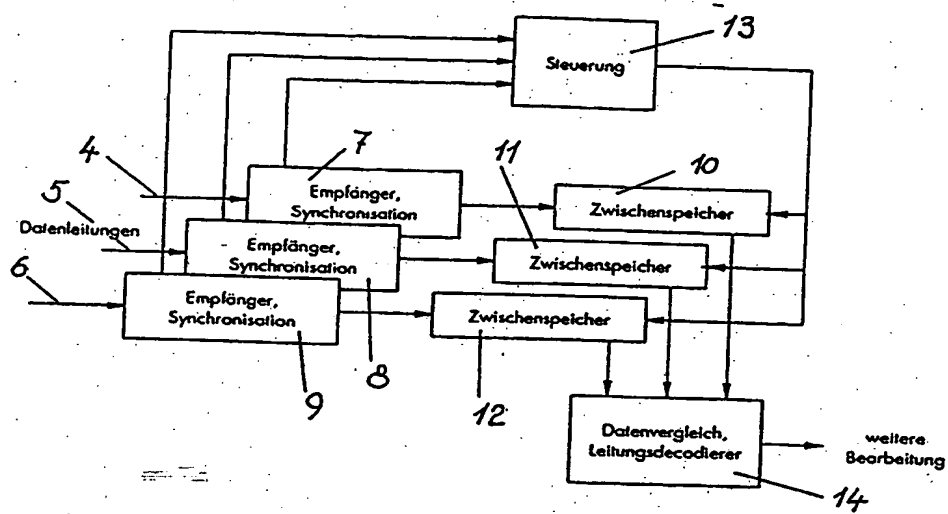 13
Steuerung
7
4
11
10
Empfänger,
Synchronisation
Zwischenspeicher
5
Datenleitungen
Empfänger,
Synchronisation
Zwischenspeicher
6
Empfänger,
Synchronisation
Zwischenspeicher
8
9
12
Datenvergleich,
Leitungsdecodierer
weitere
Bearbeitung
14